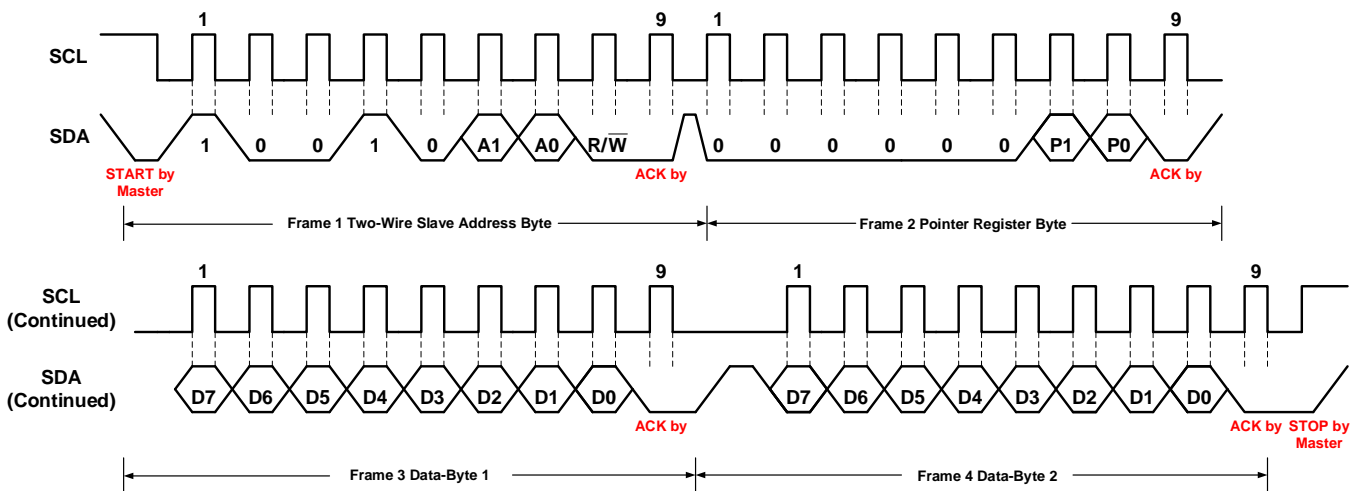 1 9 1 9
SCL
SDA
1 0 0 1 0 A1 A0 R/W̅ 0 0 0 0 0 0 P1 P0
START by
Master
ACK by
ACK by
Frame 1 Two-Wire Slave Address Byte
Frame 2 Pointer Register Byte
1 9 1 9
SCL
(Continued)
SDA
(Continued)
D7 D6 D5 D4 D3 D2 D1 D0 D7 D6 D5 D4 D3 D2 D1 D0
ACK by
ACK by
STOP by
Master
Frame 3 Data-Byte 1
Frame 4 Data-Byte 2